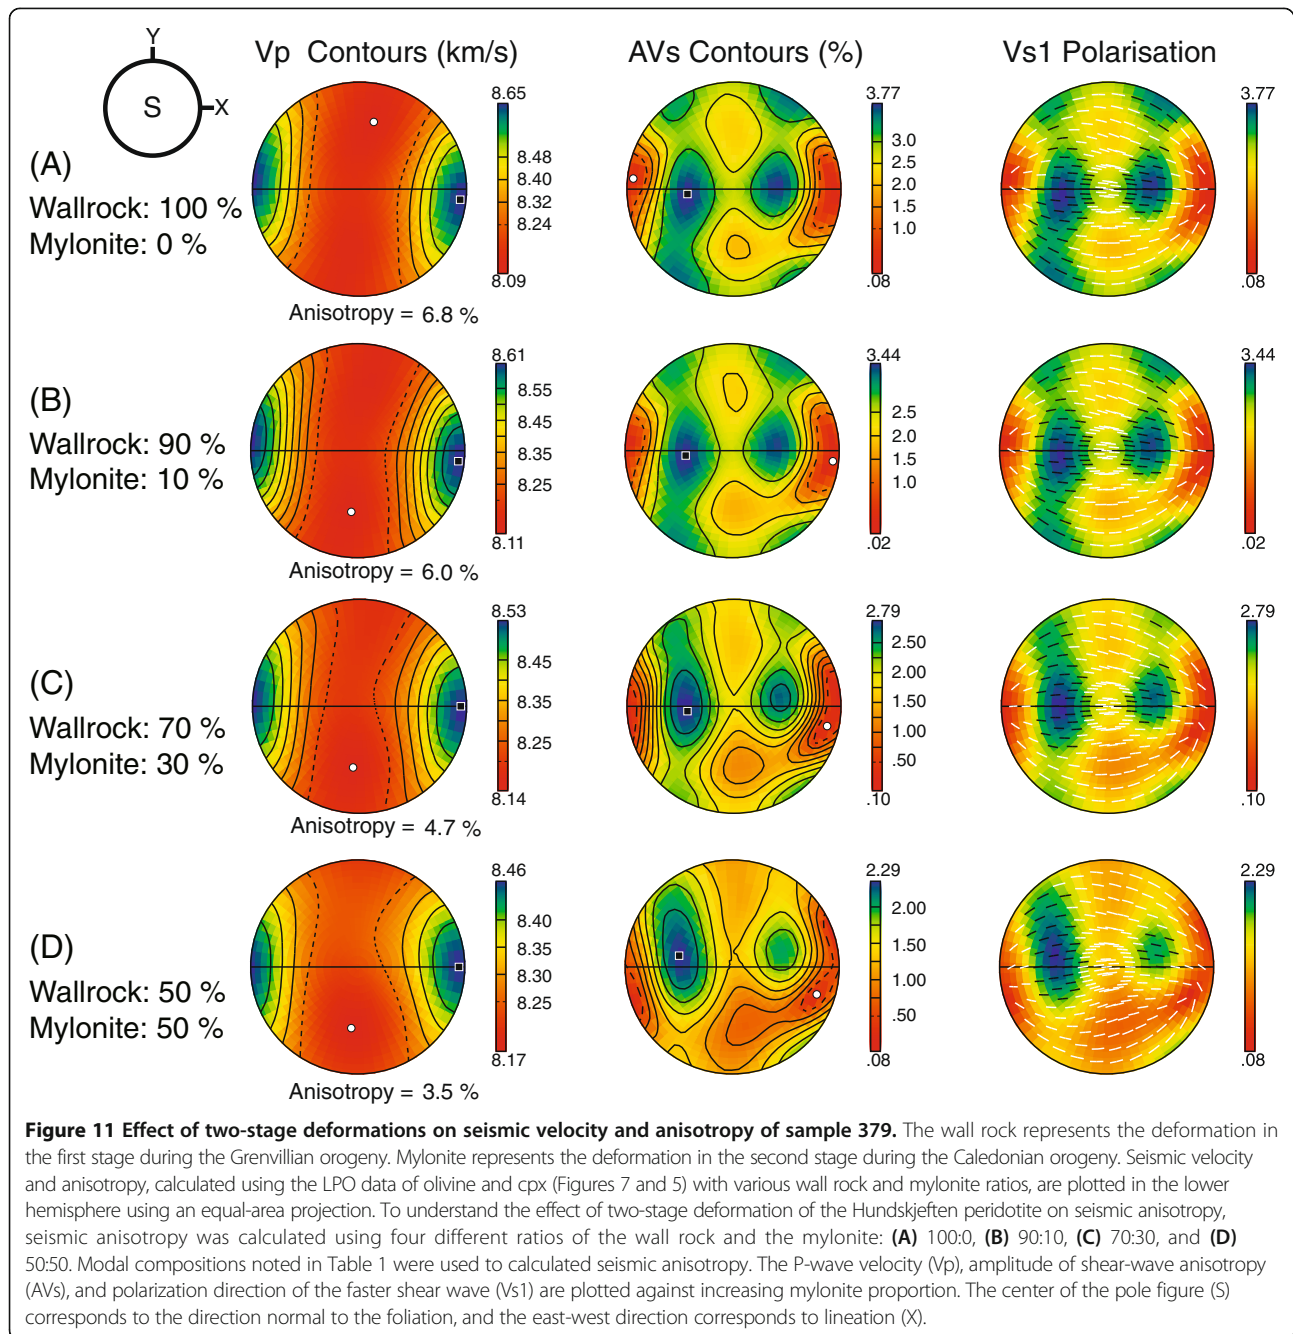 Y
S
X
Vp Contours (km/s)
AVs Contours (%)
Vs1 Polarisation
(A)
Wallrock: 100 %
Mylonite: 0 %
8.65
8.48
8.40
8.32
8.24
8.09
Anisotropy = 6.8 %
3.77
3.0
2.5
2.0
1.5
1.0
.08
3.77
.08
(B)
Wallrock: 90 %
Mylonite: 10 %
8.61
8.55
8.45
8.35
8.25
8.11
Anisotropy = 6.0 %
3.44
2.5
2.0
1.5
1.0
.02
3.44
.02
(C)
Wallrock: 70 %
Mylonite: 30 %
8.53
8.45
8.35
8.25
8.14
Anisotropy = 4.7 %
2.79
2.50
2.00
1.50
1.00
.50
.10
2.79
.10
(D)
Wallrock: 50 %
Mylonite: 50 %
8.46
8.40
8.35
8.30
8.25
8.17
Anisotropy = 3.5 %
2.29
2.00
1.50
1.00
.50
.08
2.29
.08
Figure 11 Effect of two-stage deformations on seismic velocity and anisotropy of sample 379. The wall rock represents the deformation in
the first stage during the Grenvillian orogeny. Mylonite represents the deformation in the second stage during the Caledonian orogeny. Seismic velocity
and anisotropy, calculated using the LPO data of olivine and cpx (Figures 7 and 5) with various wall rock and mylonite ratios, are plotted in the lower
hemisphere using an equal-area projection. To understand the effect of two-stage deformation of the Hundskjeften peridotite on seismic anisotropy,
seismic anisotropy was calculated using four different ratios of the wall rock and the mylonite: (A) 100:0, (B) 90:10, (C) 70:30, and (D)
50:50. Modal compositions noted in Table 1 were used to calculated seismic anisotropy. The P-wave velocity (Vp), amplitude of shear-wave anisotropy
(AVs), and polarization direction of the faster shear wave (Vs1) are plotted against increasing mylonite proportion. The center of the pole figure (S)
corresponds to the direction normal to the foliation, and the east-west direction corresponds to lineation (X).